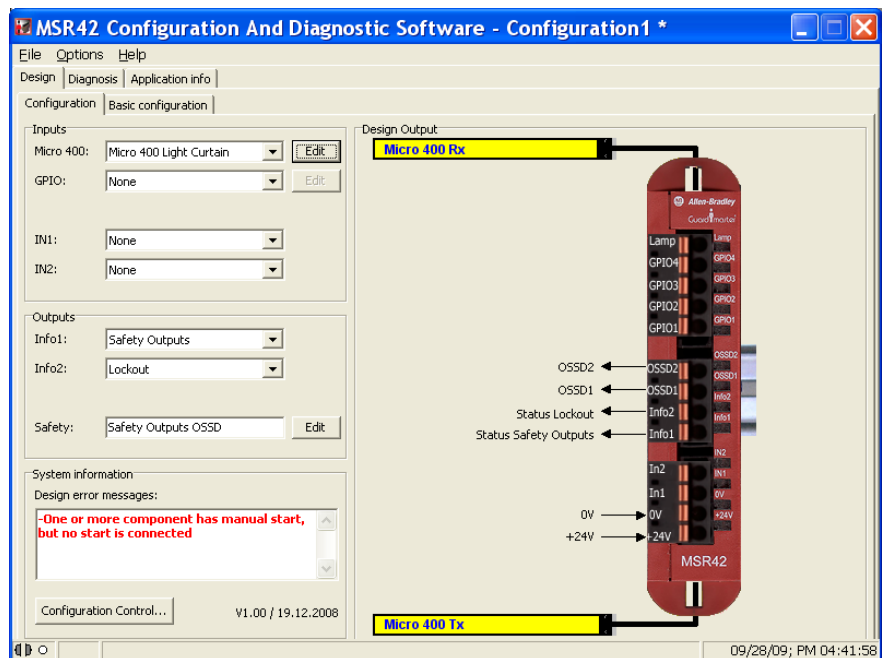 MSR42 Configuration And Diagnostic Software - Configuration1 *
File Options Help
Design Diagnosis Application info
Configuration Basic configuration
Inputs
Micro 400: Micro 400 Light Curtain Edit
GPIO: None Edit
IN1: None
IN2: None
Outputs
Info1: Safety Outputs
Info2: Lockout
Safety: Safety Outputs OSSD Edit
System information
Design error messages:
-One or more component has manual start,
but no start is connected
Configuration Control... V1.00 / 19.12.2008
Design Output
Micro 400 Rx
Allen-Bradley
Guardmaster
Lamp Lamp
GPIO4 GPIO4
GPIO3 GPIO3
GPIO2 GPIO2
GPIO1 GPIO1
OSSD2 OSSD2 OSSD2
OSSD1 OSSD1 OSSD1
Status Lockout Info2 Info2
Status Safety Outputs Info1 Info1
In2 IN2
In1 IN1
0V 0V 0V
+24V +24V +24V
MSR42
Micro 400 Tx
09/28/09; PM 04:41:58